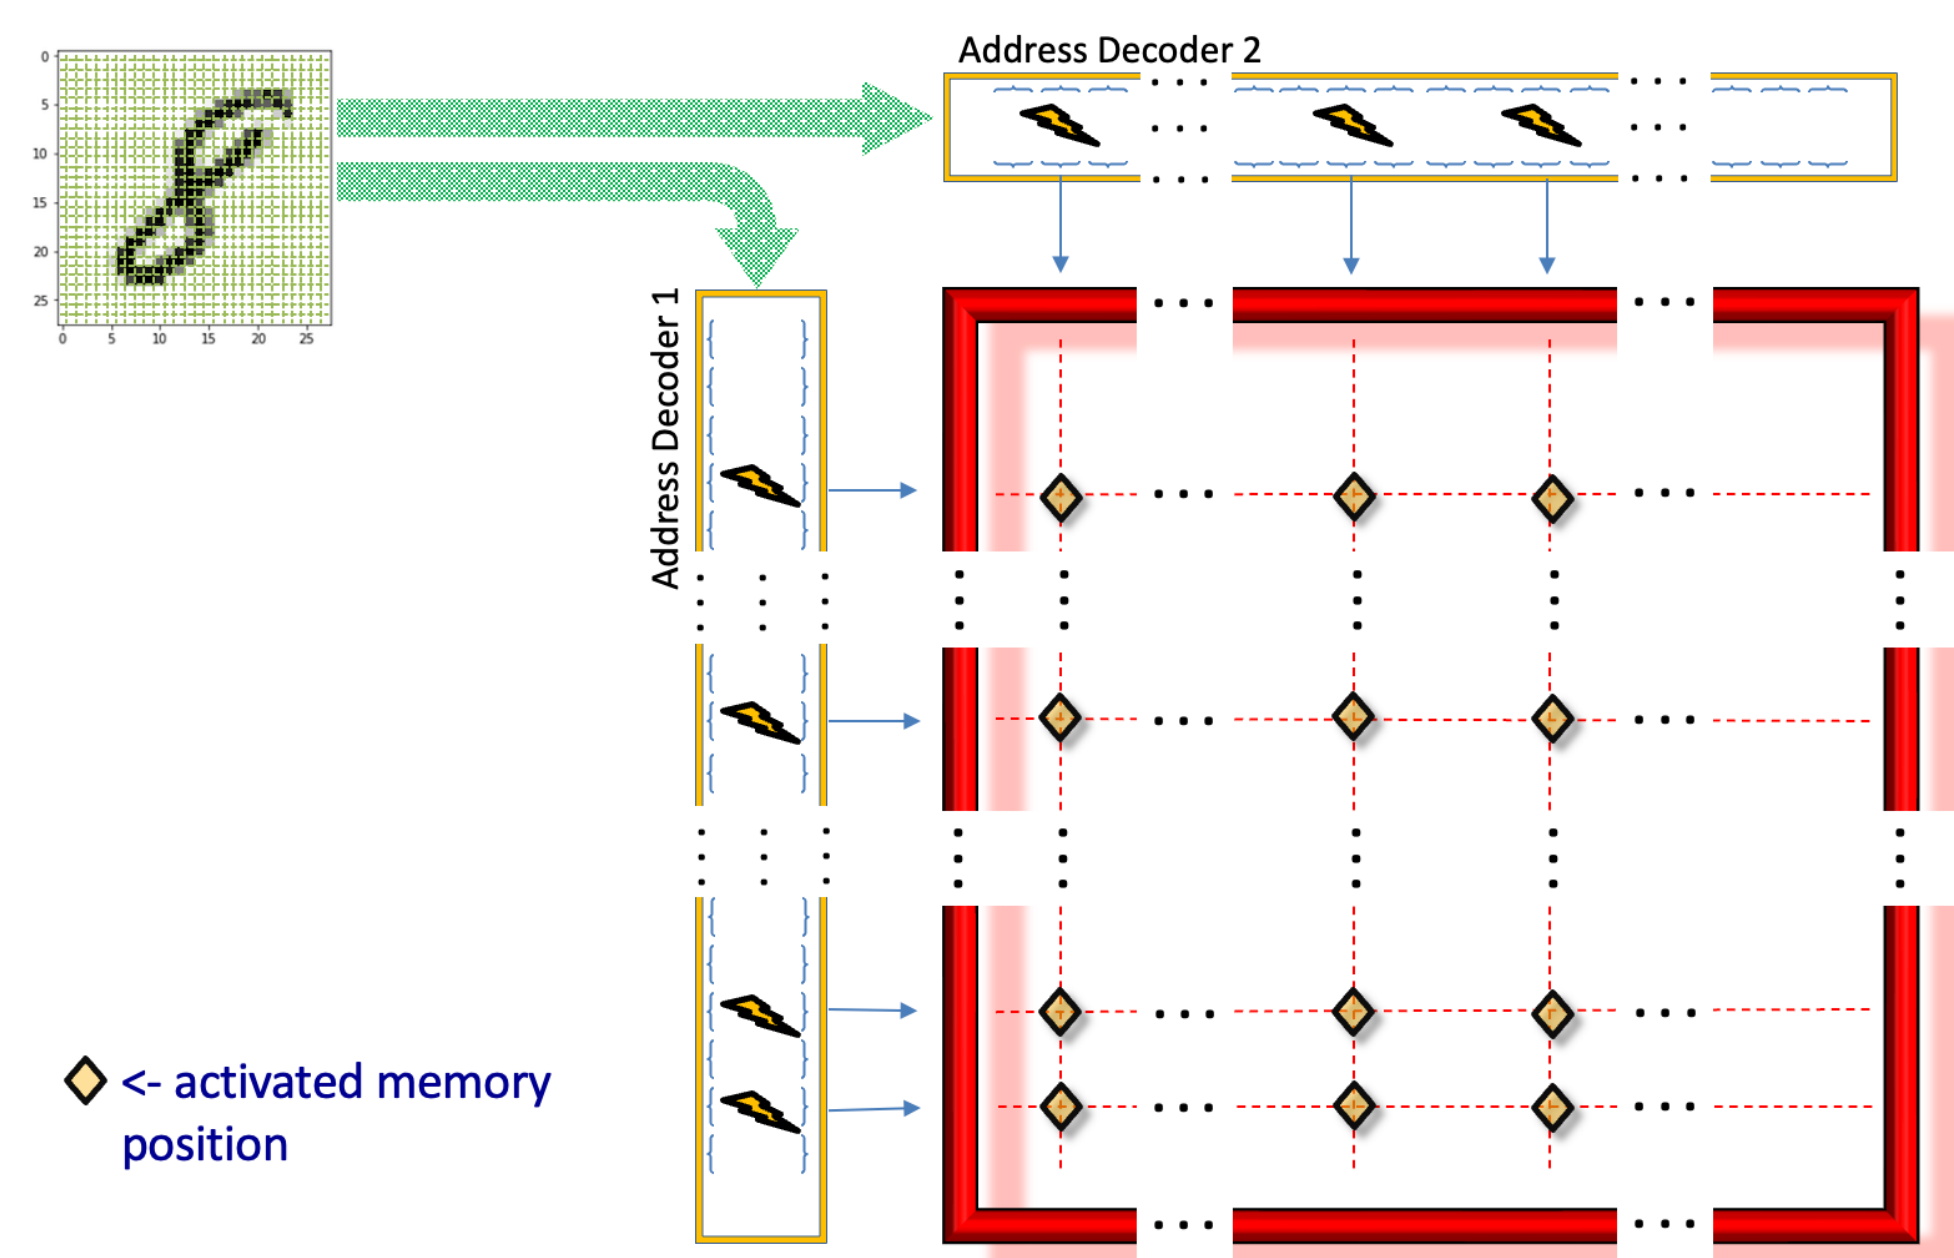 Address Decoder 2
0
5
10
15
20
25
0 5 10 15 20 25
Address Decoder 1
<- activated memory
position